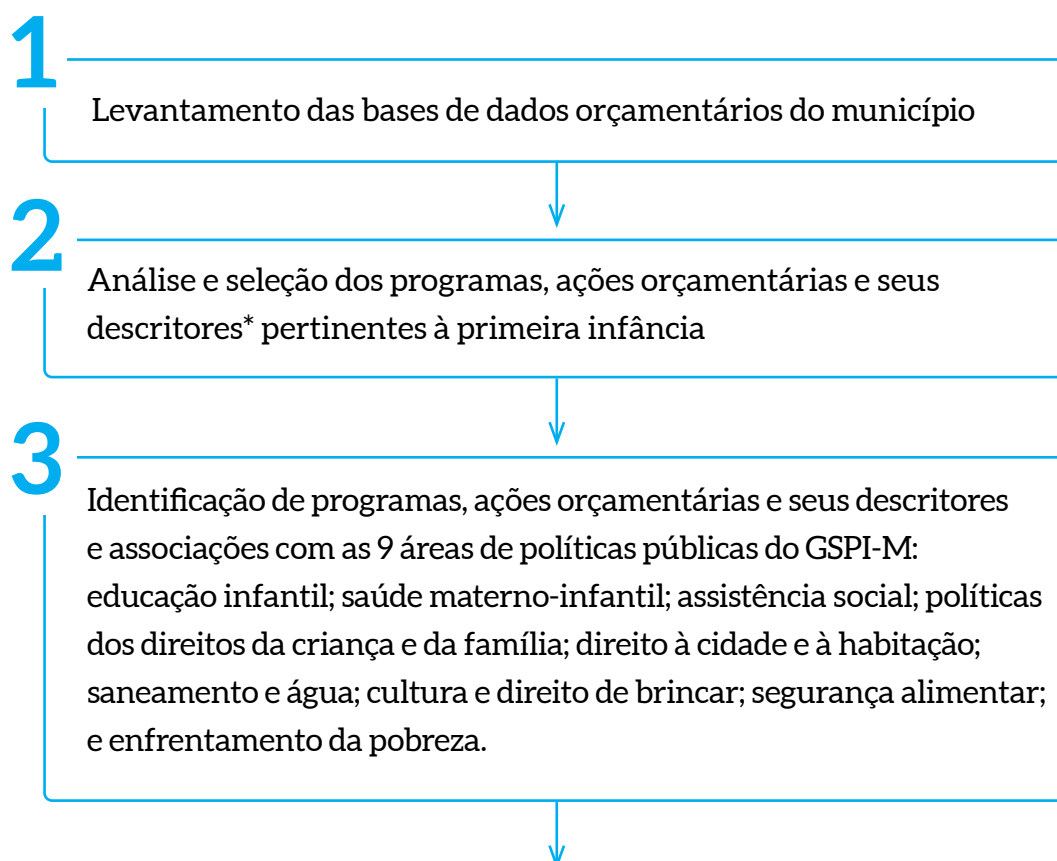 1
Levantamento das bases de dados orçamentários do município
2
Análise e seleção dos programas, ações orçamentárias e seus
descritores* pertinentes à primeira infância
3
Identificação de programas, ações orçamentárias e seus descritores
e associações com as 9 áreas de políticas públicas do GSPI-M:
educação infantil; saúde materno-infantil; assistência social; políticas
dos direitos da criança e da família; direito à cidade e à habitação;
saneamento e água; cultura e direito de brincar; segurança alimentar;
e enfrentamento da pobreza.